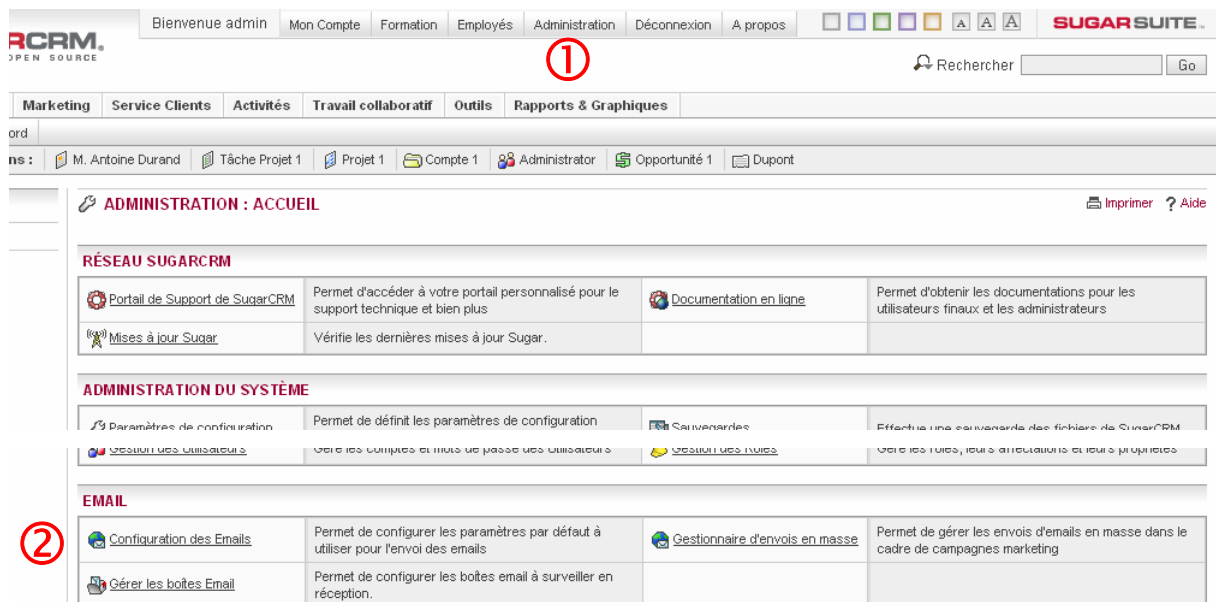 Bienvenue admin Mon Compte Formation Employés Administration Déconnexion A propos A A A SUGARSUITE™
RCRM®
OPEN SOURCE
①
Rechercher Go
Marketing Service Clients Activités Travail collaboratif Outils Rapports & Graphiques
ord
ns : M. Antoine Durand Tâche Projet 1 Projet 1 Compte 1 Administrator Opportunité 1 Dupont
ADMINISTRATION : ACCUEIL Imprimer ? Aide
RÉSEAU SUGARCRM
Portail de Support de SugarCRM Permet d'accéder à votre portail personnalisé pour le
support technique et bien plus
Documentation en ligne Permet d'obtenir les documentations pour les
utilisateurs finaux et les administrateurs
Mises à jour Sugar Vérifie les dernières mises à jour Sugar.
ADMINISTRATION DU SYSTÈME
Paramètres de configuration Permet de définit les paramètres de configuration
Sauvegardes Effectue une sauvegarde des fichiers de SugarCRM
Gestion des Utilisateurs Gère les comptes et mots de passe des Utilisateurs
Gestion des Rôles Gère les rôles, leurs affectations et leurs propriétés
EMAIL
②
Configuration des Emails Permet de configurer les paramètres par défaut à
utiliser pour l'envoi des emails
Gestionnaire d'envois en masse Permet de gérer les envois d'emails en masse dans le
cadre de campagnes marketing
Gérer les boîtes Email Permet de configurer les boîtes email à surveiller en
réception.